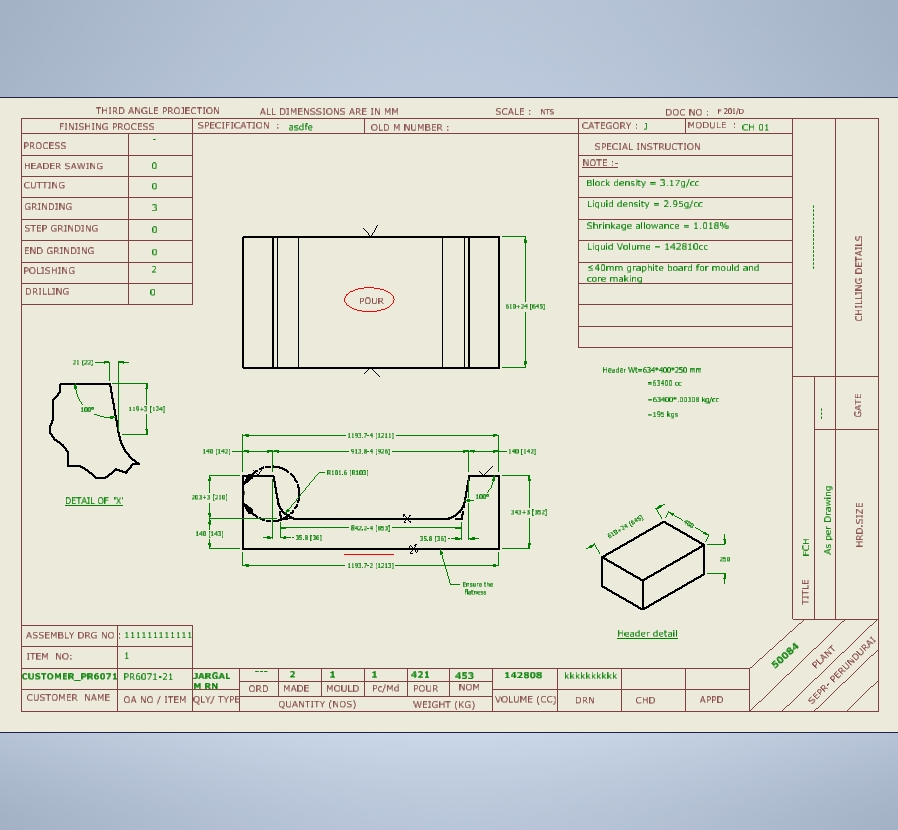 THIRD ANGLE PROJECTION
ALL DIMENSSIONS ARE IN MM
SCALE : NTS
DOC NO : F 201/D
FINISHING PROCESS
SPECIFICATION : asdfe
OLD M NUMBER :
CATEGORY : J
MODULE : CH 01
PROCESS -
HEADER SAWING 0
CUTTING 0
GRINDING 3
STEP GRINDING 0
END GRINDING 0
POLISHING 2
DRILLING 0
SPECIAL INSTRUCTION
NOTE :-
Block density = 3.17g/cc
Liquid density = 2.95g/cc
Shrinkage allowance = 1.018%
Liquid Volume = 142810cc
≤40mm graphite board for mould and
core making
CHILLING DETAILS
POUR
610+24 [645]
Header Wt=634*400*250 mm
=63400 cc
=63400*.00308 kg/cc
=195 kgs
---
GATE
21 [22]
100°
119+3 [124]
DETAIL OF "X"
1193.7-4 [1211]
140 [142]
913.8-4 [926]
140 [142]
R101.6 [R103]
100°
203+3 [210]
842.2-4 [853]
343+3 [352]
140 [143]
35.8 [36]
35.8 [36]
1193.7-2 [1213]
Ensure the
flatness
610+24 [645]
400
250
Header detail
TITLE FCH
As per Drawing
HRD.SIZE
ASSEMBLY DRG NO : 111111111111
ITEM NO: 1
CUSTOMER_PR6071
PR6071-21
JARGAL
M RN
---
2
1
1
421
453
142808
kkkkkkkkkk
ORD
MADE
MOULD
Pc/Md
POUR
NOM
CUSTOMER NAME
OA NO / ITEM
QLY/ TYPE
QUANTITY (NOS)
WEIGHT (KG)
VOLUME (CC)
DRN
CHD
APPD
50084
PLANT
SEPR- PERUNDURAI